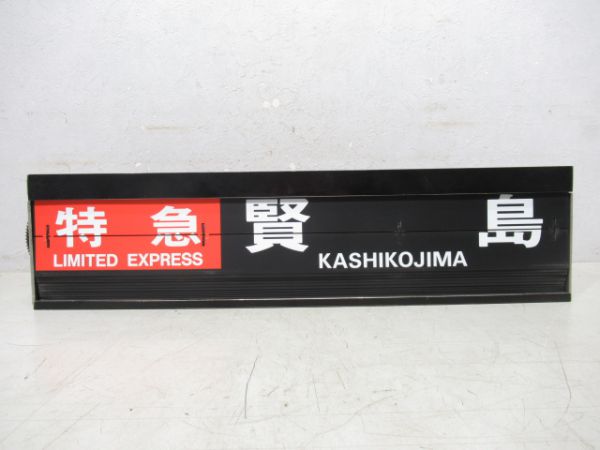 特急
LIMITED EXPRESS
賢島
KASHIKOJIMA